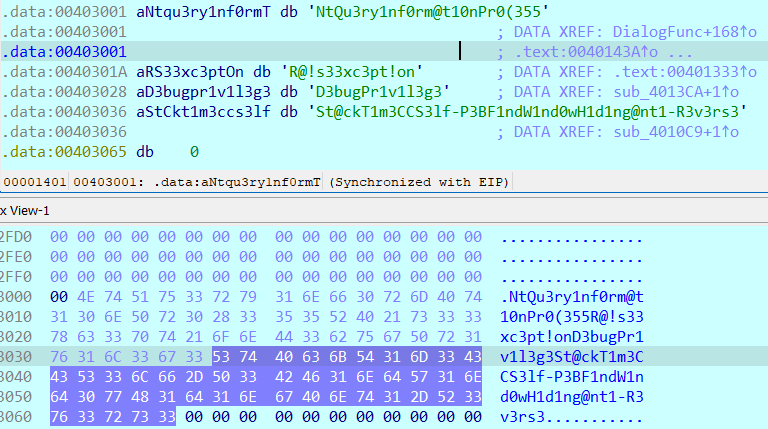 .data:00403001 aNtqu3ry1nf0rmT db 'NtQu3ry1nf0rm@t10nPr0(355'
.data:00403001 ; DATA XREF: DialogFunc+168↑o
.data:00403001 ; .text:0040143A↑o ...
.data:0040301A aRS33xc3ptOn db 'R@!s33xc3pt!on'
.data:00403028 aD3bugpr1v1l3g3 db 'D3bugPr1v1l3g3' ; DATA XREF: .text:00401333↑o
.data:00403028 ; DATA XREF: sub_4013CA+1↑o
.data:00403036 aStCkt1m3ccs3lf db 'St@ckT1m3CCS3lf-P3BF1ndW1nd0wH1d1ng@nt1-R3v3rs3'
.data:00403036 ; DATA XREF: sub_4010C9+1↑o
.data:00403065 db 0
00001401 00403001: .data:aNtqu3ry1nf0rmT (Synchronized with EIP)
x View-1
2FD0 00 00 00 00 00 00 00 00 00 00 00 00 00 00 00 00 ................
2FE0 00 00 00 00 00 00 00 00 00 00 00 00 00 00 00 00 ................
2FF0 00 00 00 00 00 00 00 00 00 00 00 00 00 00 00 00 ................
3000 00 4E 74 51 75 33 72 79 31 6E 66 30 72 6D 40 74 .NtQu3ry1nf0rm@t
3010 31 30 6E 50 72 30 28 33 35 35 52 40 21 73 33 33 10nPr0(355R@!s33
3020 78 63 33 70 74 21 6F 6E 44 33 62 75 67 50 72 31 xc3pt!onD3bugPr1
3030 76 31 6C 33 67 33 53 74 40 63 6B 54 31 6D 33 43 v1l3g3St@ckT1m3C
3040 43 53 33 6C 66 2D 50 33 42 46 31 6E 64 57 31 6E CS3lf-P3BF1ndW1n
3050 64 30 77 48 31 64 31 6E 67 40 6E 74 31 2D 52 33 d0wH1d1ng@nt1-R3
3060 76 33 72 73 33 00 00 00 00 00 00 00 00 00 00 00 v3rs3...........